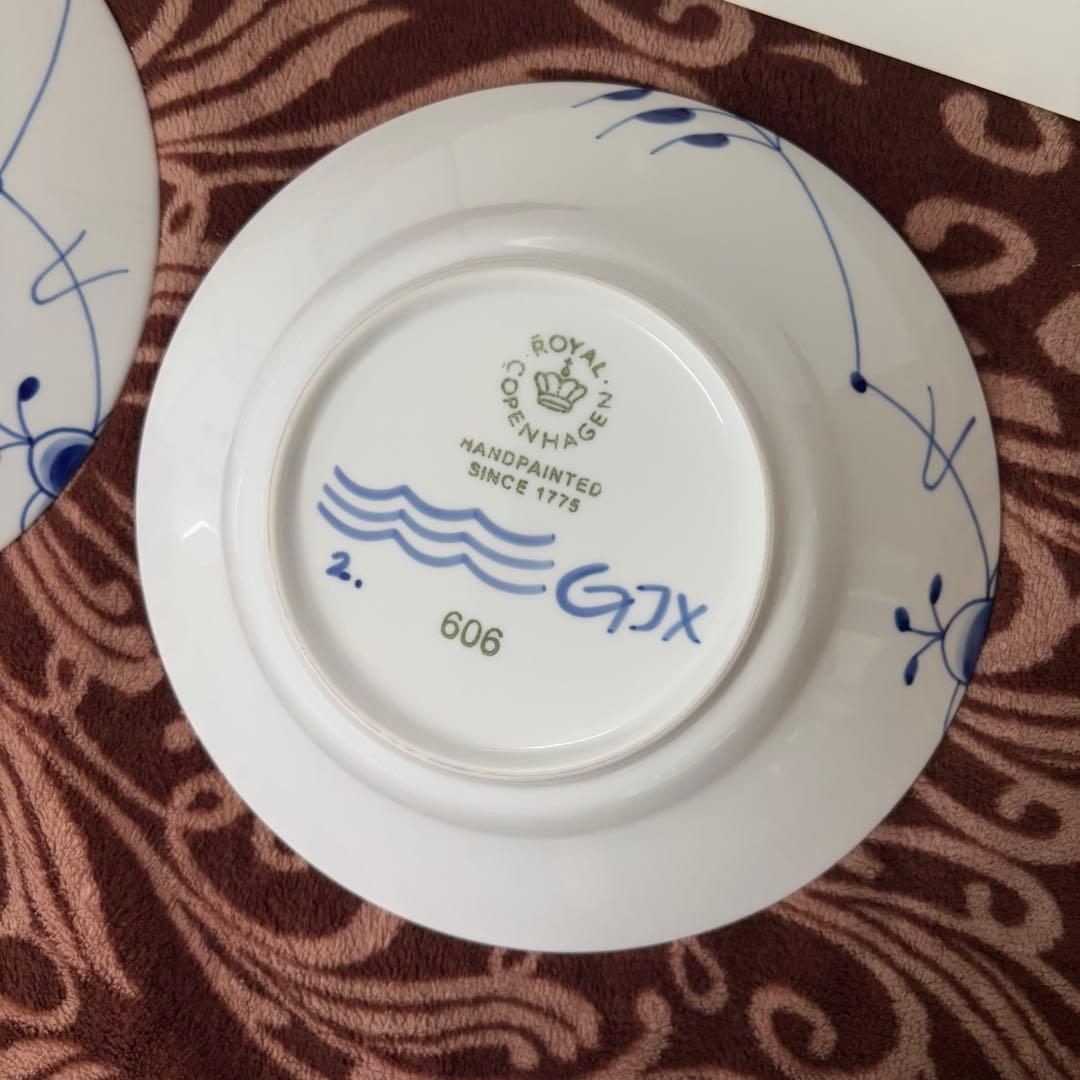 ROYAL · COPENHAGEN ·
HANDPAINTED
SINCE 1775
2.
GJX
606